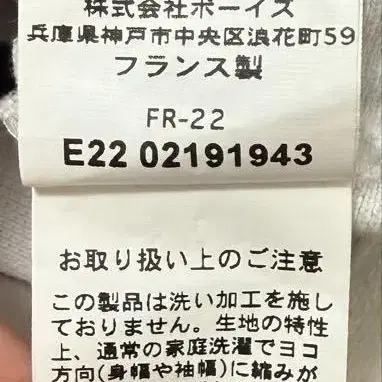 株式会社ボーイズ
兵庫県神戸市中央区浪花町59
フランス製
FR-22
E22 02191943
お取り扱い上のご注意
この製品は洗い加工を施し
ておりません。生地の特性
上、通常の家庭洗濯でヨコ
方向(身幅や袖幅)に縮みが